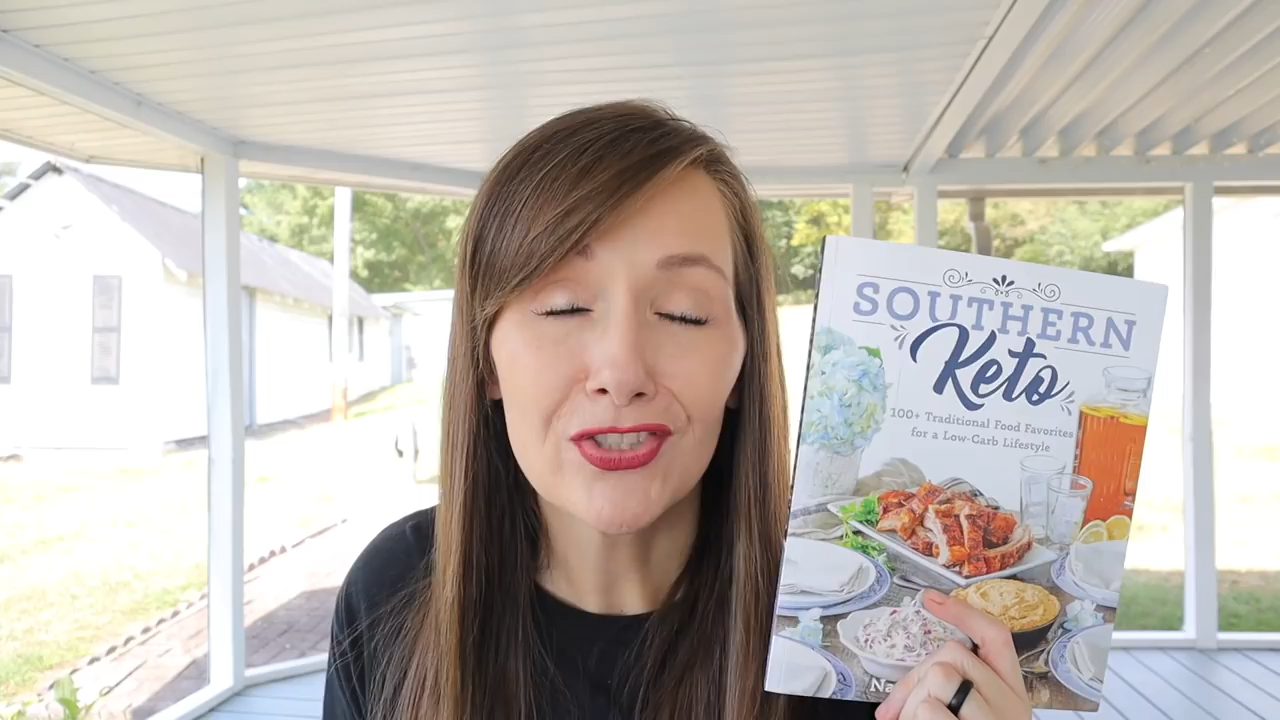 SOUTHERN
Keto
100+ Traditional Food Favorites
for a Low-Carb Lifestyle